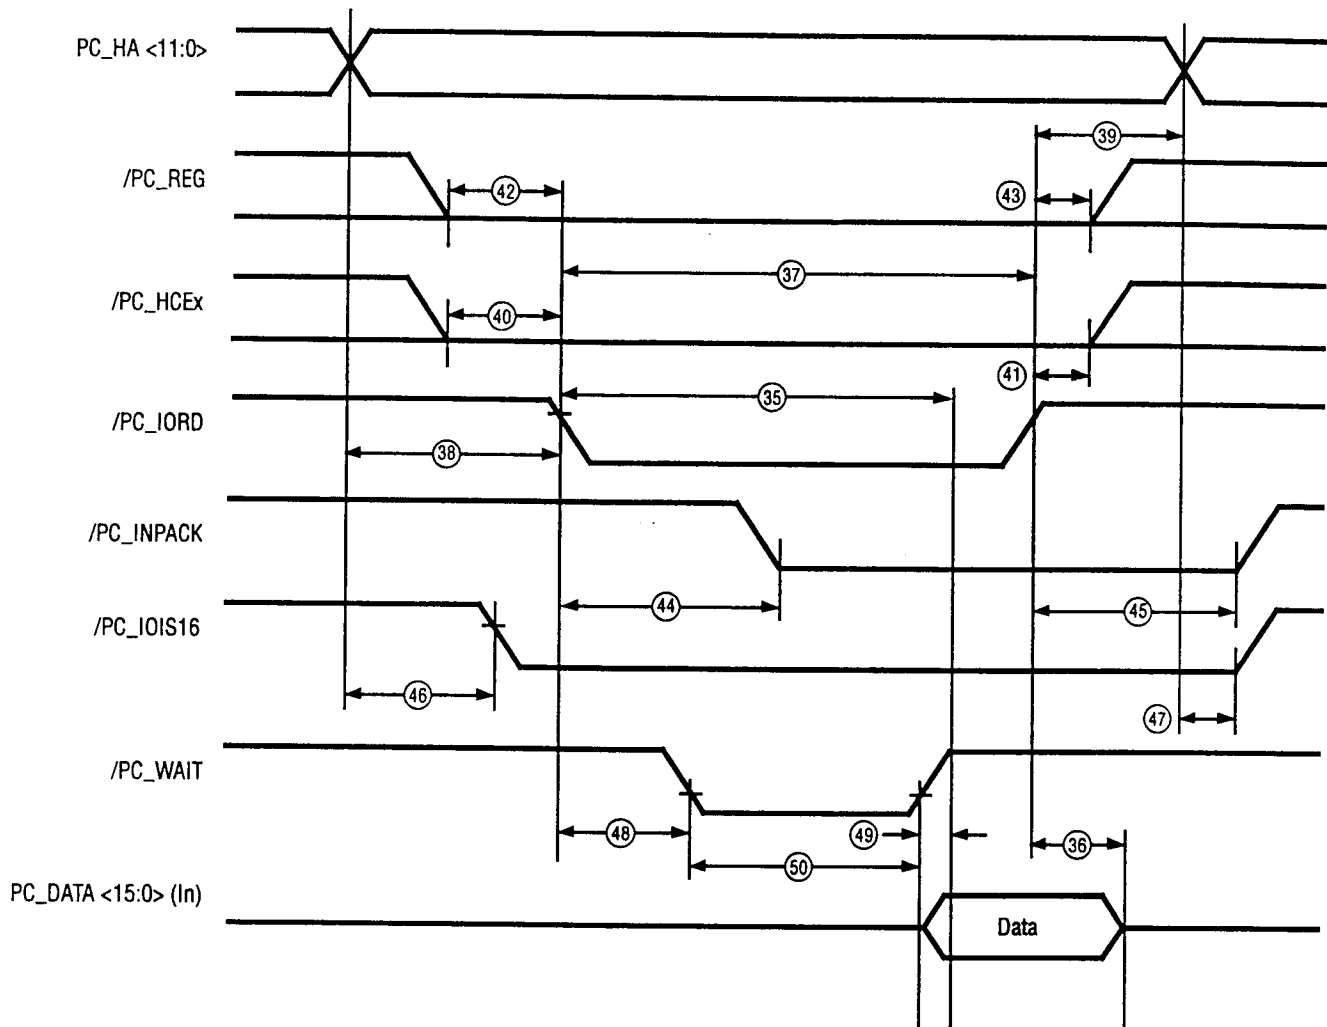 PC_HA <11:0>
39
/PC_REG
42
43
37
/PC_HCEx
40
41
35
/PC_IORD
38
/PC_INPACK
44
45
/PC_IOIS16
46
47
/PC_WAIT
48
49
36
50
PC_DATA <15:0> (In)
Data